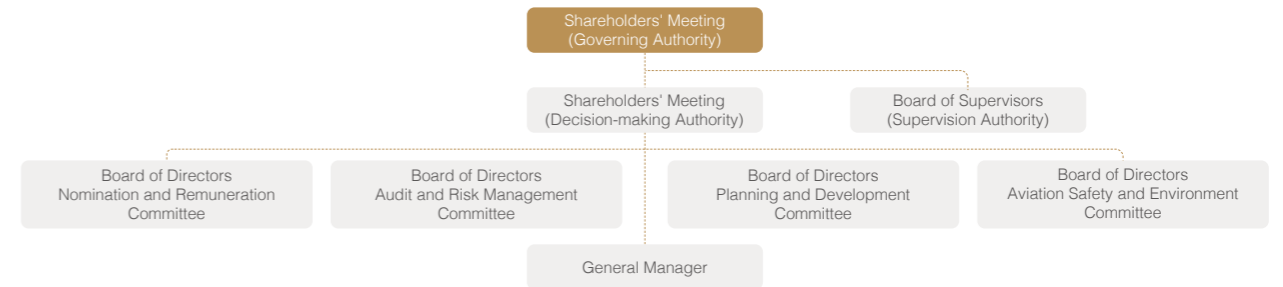 Shareholders' Meeting
(Governing Authority)
Shareholders' Meeting
(Decision-making Authority)
Board of Supervisors
(Supervision Authority)
Board of Directors
Nomination and Remuneration
Committee
Board of Directors
Audit and Risk Management
Committee
Board of Directors
Planning and Development
Committee
Board of Directors
Aviation Safety and Environment
Committee
General Manager